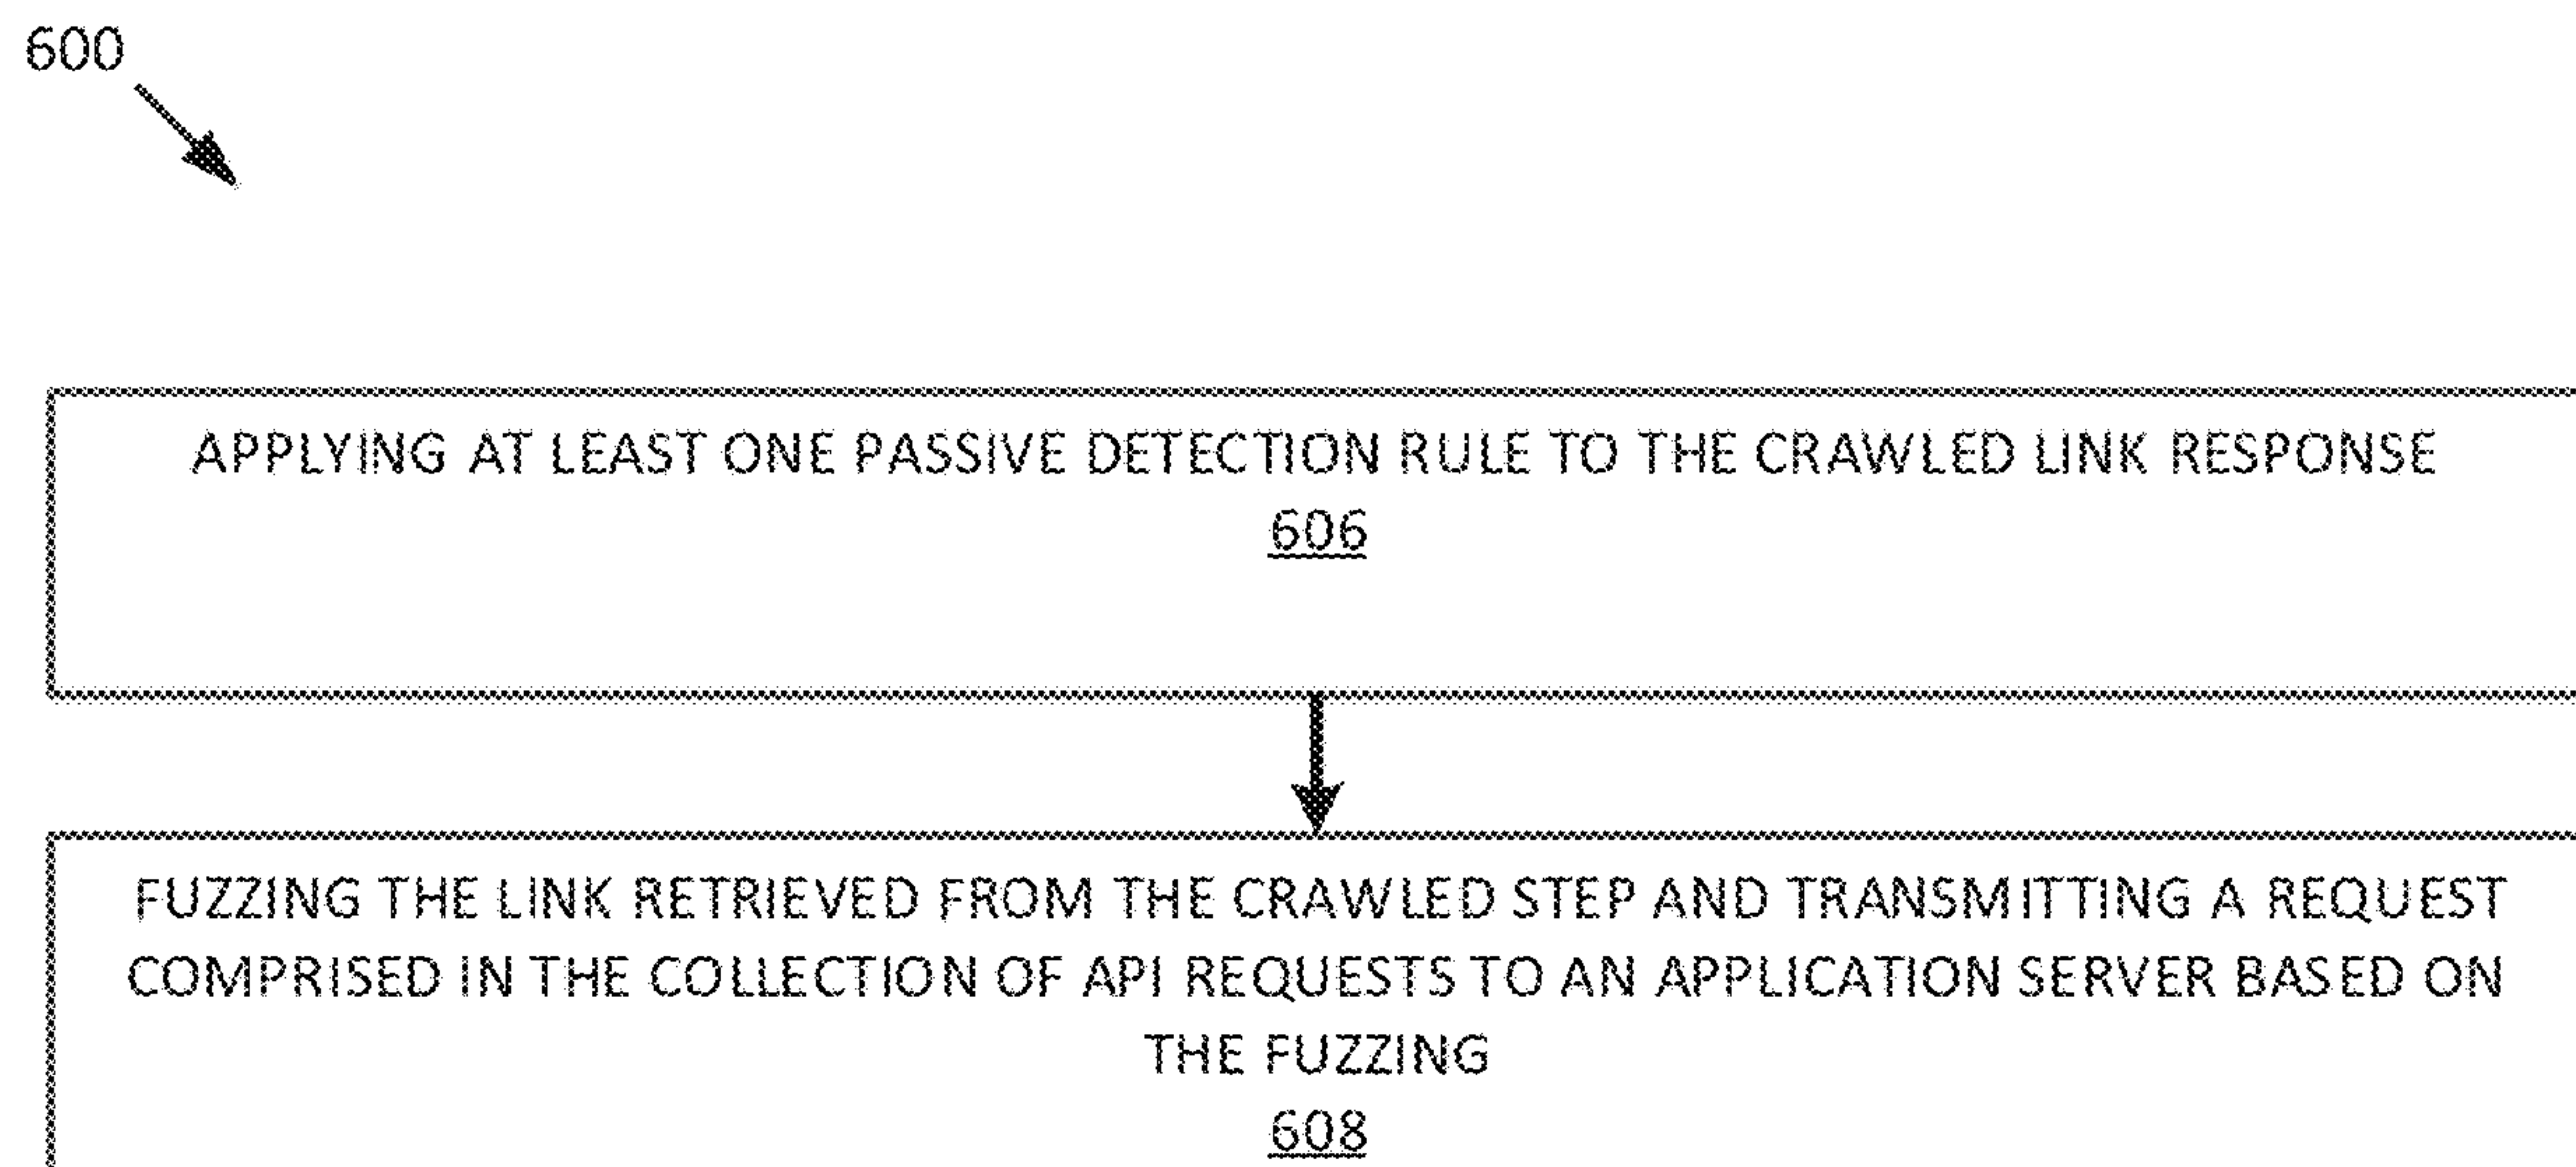 600
APPLYING AT LEAST ONE PASSIVE DETECTION RULE TO THE CRAWLED LINK RESPONSE
606
FUZZING THE LINK RETRIEVED FROM THE CRAWLED STEP AND TRANSMITTING A REQUEST
COMPRISED IN THE COLLECTION OF API REQUESTS TO AN APPLICATION SERVER BASED ON
THE FUZZING
608